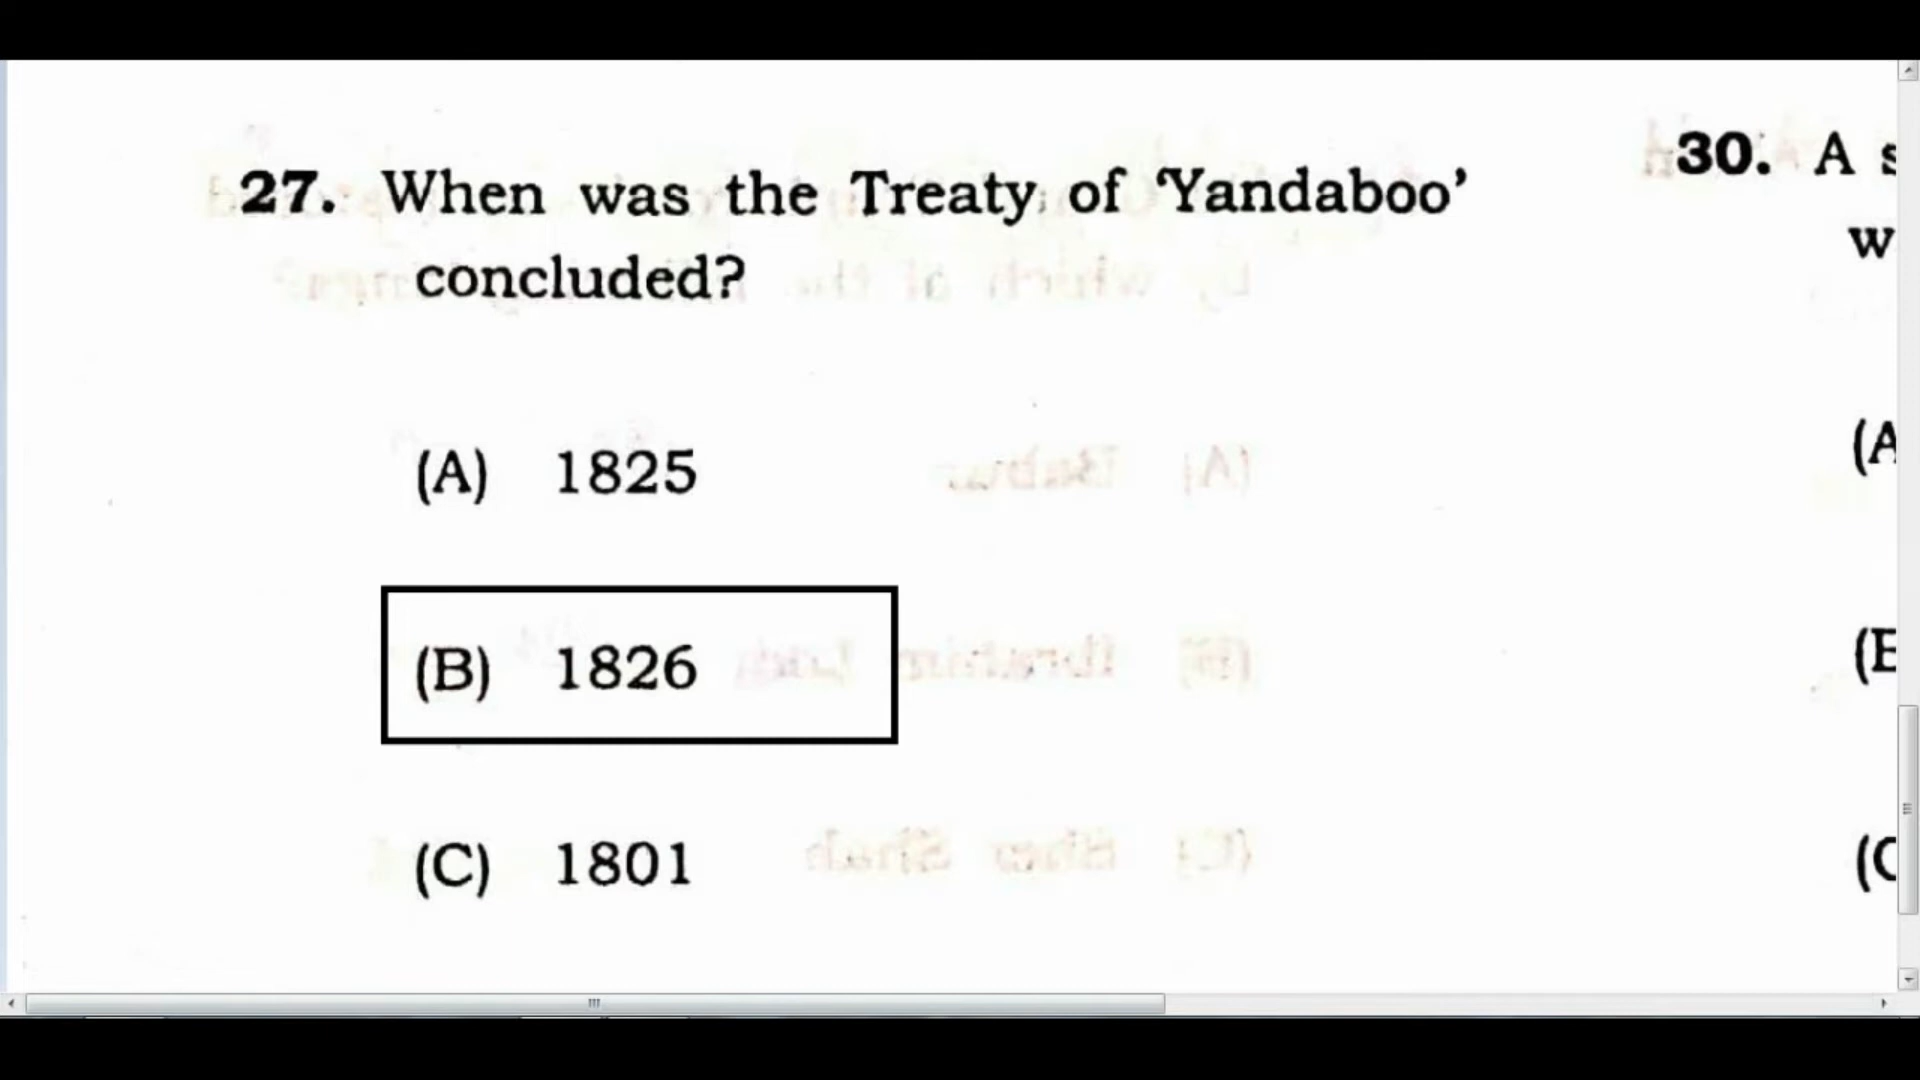 27. When was the Treaty of ‘Yandaboo’
concluded?
(A) 1825
(B) 1826
(C) 1801
30. A s
w
(A
(B
(C